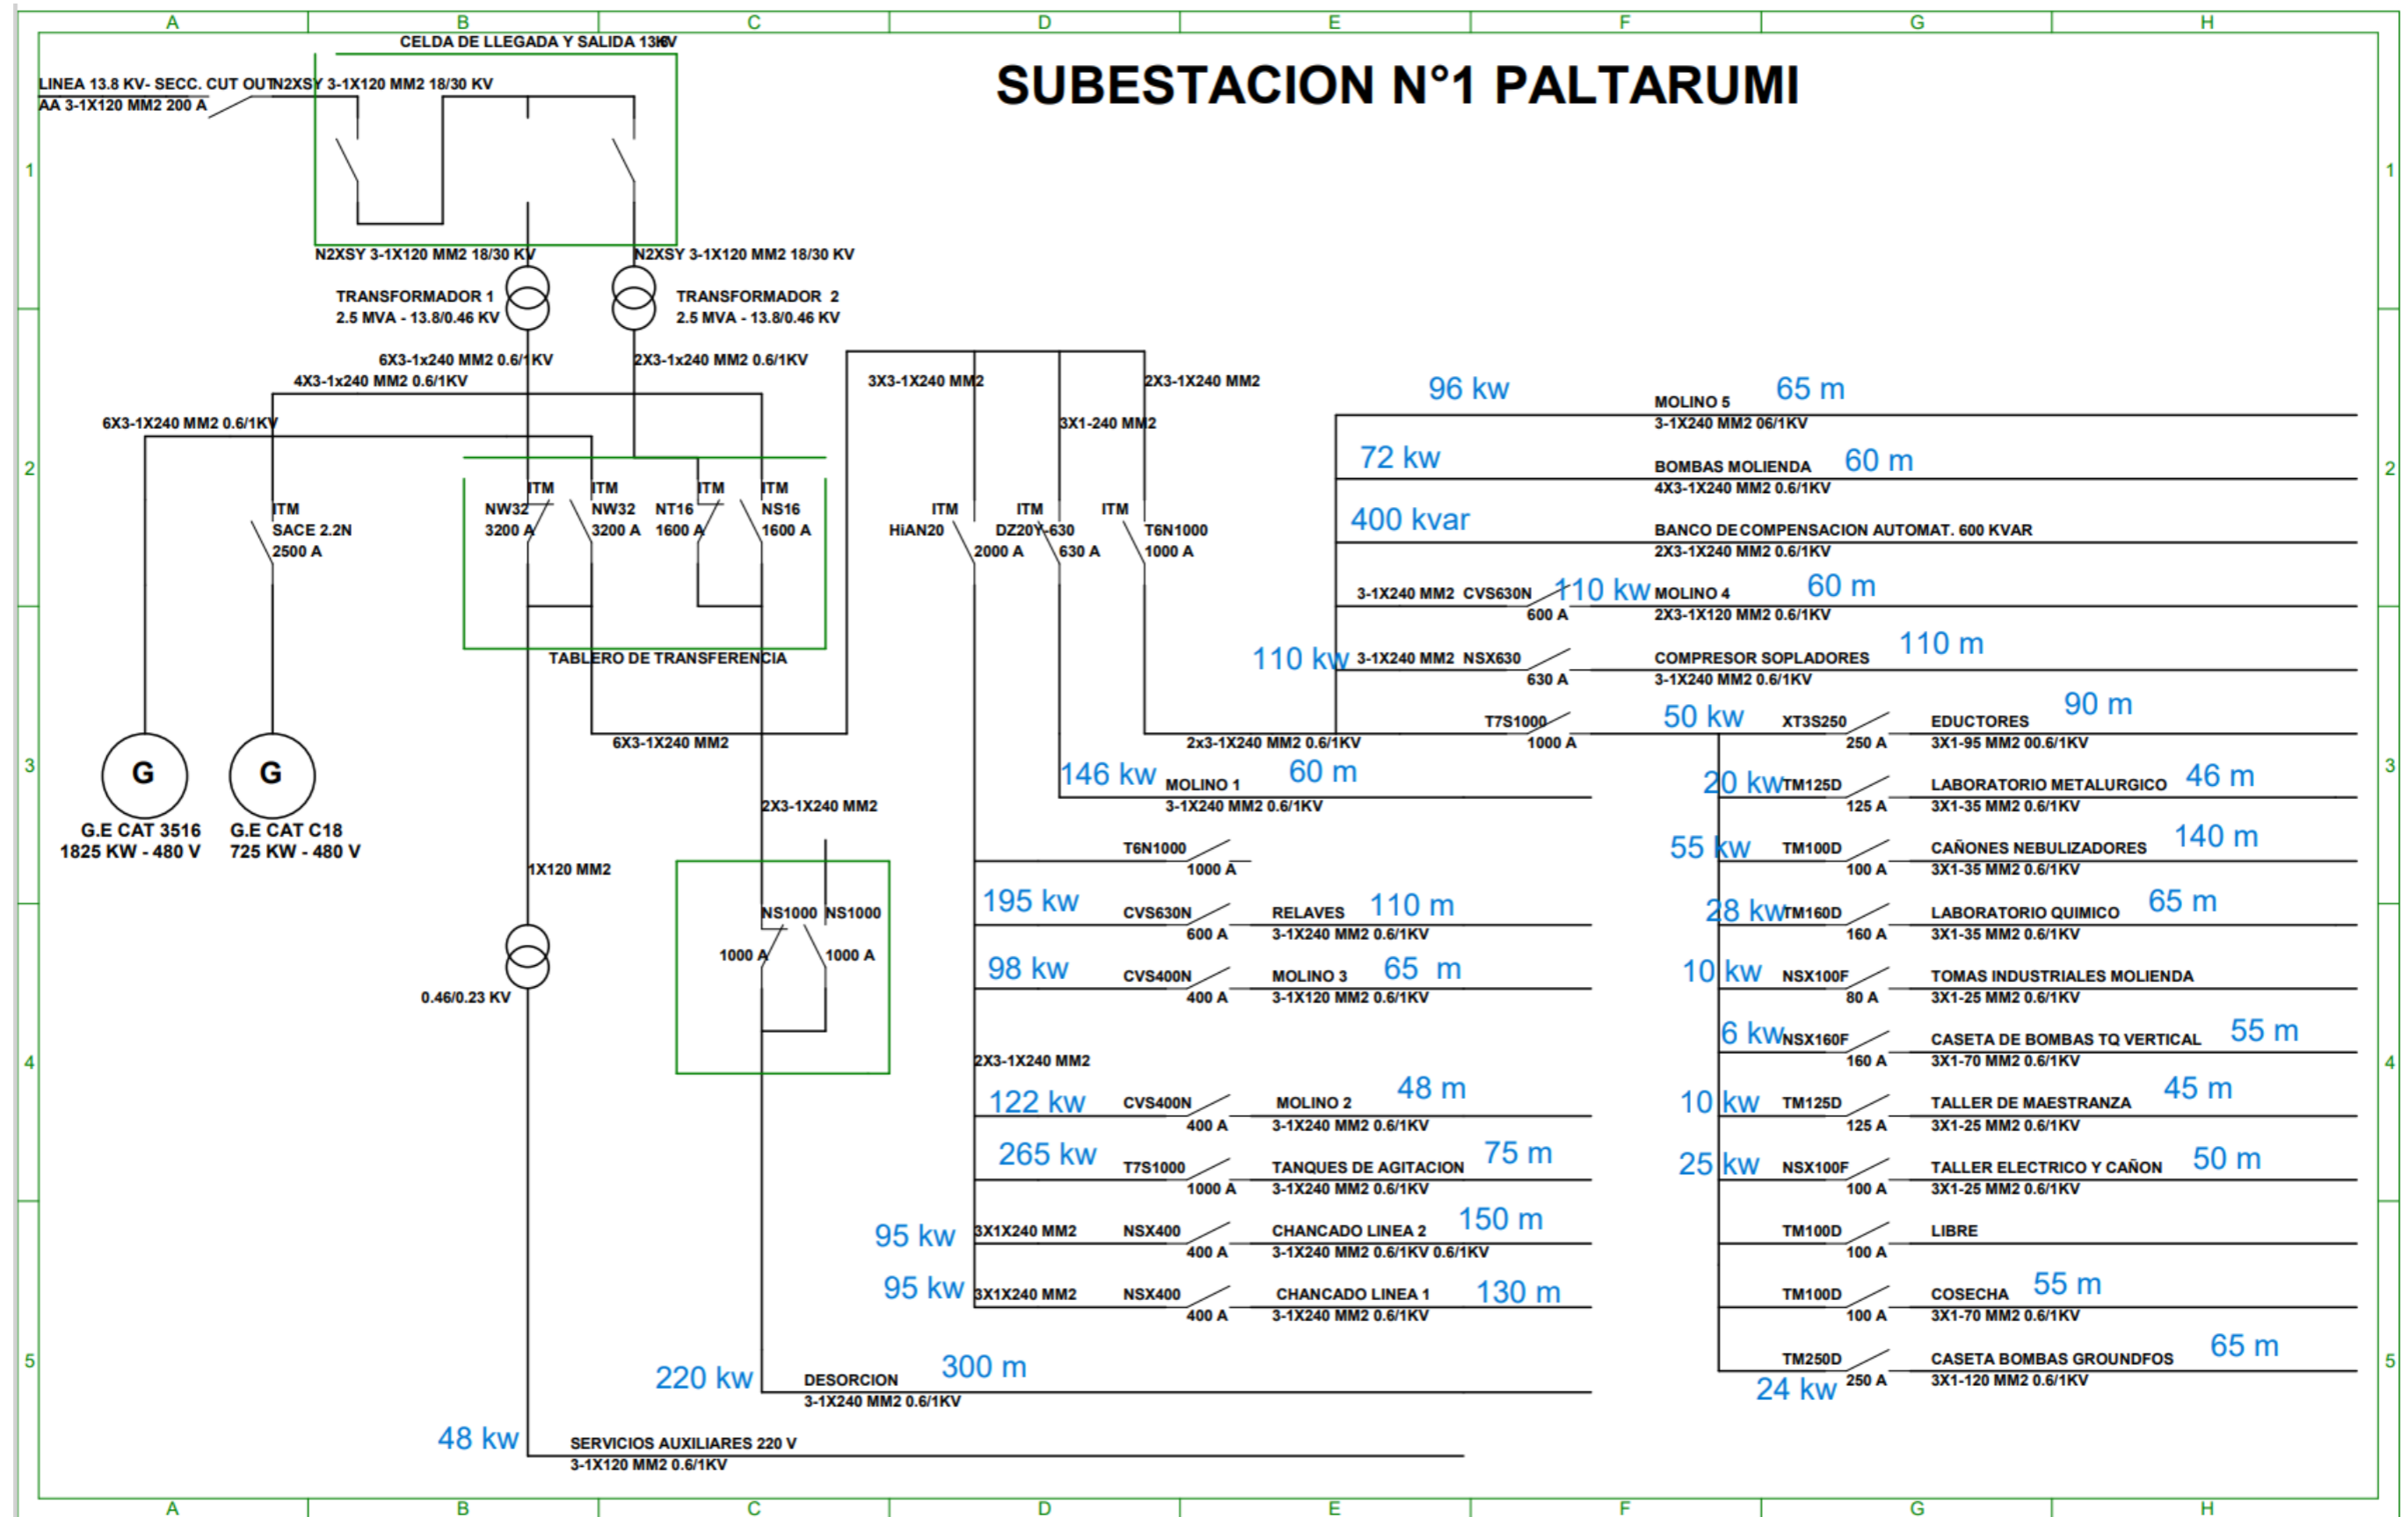 A B C D E F G H
CELDA DE LLEGADA Y SALIDA 13.8KV
SUBESTACION N°1 PALTARUMI
LINEA 13.8 KV- SECC. CUT OUT
N2XSY 3-1X120 MM2 18/30 KV
AA 3-1X120 MM2 200 A
1
1
N2XSY 3-1X120 MM2 18/30 KV
N2XSY 3-1X120 MM2 18/30 KV
TRANSFORMADOR 1
2.5 MVA - 13.8/0.46 KV
TRANSFORMADOR 2
2.5 MVA - 13.8/0.46 KV
6X3-1x240 MM2 0.6/1KV
2X3-1x240 MM2 0.6/1KV
4X3-1x240 MM2 0.6/1KV
6X3-1X240 MM2 0.6/1KV
3X3-1X240 MM2
2X3-1X240 MM2
3X1-240 MM2
2
2
ITM
SACE 2.2N
2500 A
ITM
NW32
3200 A
ITM
NW32
3200 A
ITM
NT16
1600 A
ITM
NS16
1600 A
TABLERO DE TRANSFERENCIA
ITM
HiAN20
2000 A
ITM
DZ20Y-630
630 A
ITM
T6N1000
1000 A
96 kw
MOLINO 5
65 m
3-1X240 MM2 06/1KV
72 kw
BOMBAS MOLIENDA
60 m
4X3-1X240 MM2 0.6/1KV
400 kvar
BANCO DE COMPENSACION AUTOMAT. 600 KVAR
2X3-1X240 MM2 0.6/1KV
3-1X240 MM2 CVS630N
600 A
110 kw
MOLINO 4
60 m
2X3-1X120 MM2 0.6/1KV
110 kw
3-1X240 MM2 NSX630
630 A
COMPRESOR SOPLADORES
110 m
3-1X240 MM2 0.6/1KV
3
3
6X3-1X240 MM2
2x3-1X240 MM2 0.6/1KV
T7S1000
1000 A
50 kw
XT3S250
250 A
EDUCTORES
90 m
3X1-95 MM2 00.6/1KV
146 kw
MOLINO 1
60 m
3-1X240 MM2 0.6/1KV
20 kw
TM125D
125 A
LABORATORIO METALURGICO
46 m
3X1-35 MM2 0.6/1KV
G
G.E CAT 3516
1825 KW - 480 V
G
G.E CAT C18
725 KW - 480 V
2X3-1X240 MM2
1X120 MM2
T6N1000
1000 A
55 kw
TM100D
100 A
CAÑONES NEBULIZADORES
140 m
3X1-35 MM2 0.6/1KV
NS1000
1000 A
NS1000
1000 A
195 kw
CVS630N
600 A
RELAVES
110 m
3-1X240 MM2 0.6/1KV
28 kw
TM160D
160 A
LABORATORIO QUIMICO
65 m
3X1-35 MM2 0.6/1KV
0.46/0.23 KV
98 kw
CVS400N
400 A
MOLINO 3
65 m
3-1X120 MM2 0.6/1KV
10 kw
NSX100F
80 A
TOMAS INDUSTRIALES MOLIENDA
3X1-25 MM2 0.6/1KV
4
4
2X3-1X240 MM2
6 kw
NSX160F
160 A
CASETA DE BOMBAS TQ VERTICAL
55 m
3X1-70 MM2 0.6/1KV
122 kw
CVS400N
400 A
MOLINO 2
48 m
3-1X240 MM2 0.6/1KV
10 kw
TM125D
125 A
TALLER DE MAESTRANZA
45 m
3X1-25 MM2 0.6/1KV
265 kw
T7S1000
1000 A
TANQUES DE AGITACION
75 m
3-1X240 MM2 0.6/1KV
25 kw
NSX100F
100 A
TALLER ELECTRICO Y CAÑON
50 m
3X1-25 MM2 0.6/1KV
95 kw
3X1X240 MM2
NSX400
400 A
CHANCADO LINEA 2
150 m
3-1X240 MM2 0.6/1KV 0.6/1KV
TM100D
100 A
LIBRE
95 kw
3X1X240 MM2
NSX400
400 A
CHANCADO LINEA 1
130 m
3-1X240 MM2 0.6/1KV
TM100D
100 A
COSECHA
55 m
3X1-70 MM2 0.6/1KV
5
5
220 kw
DESORCION
300 m
3-1X240 MM2 0.6/1KV
TM250D
250 A
24 kw
CASETA BOMBAS GROUNDFOS
65 m
3X1-120 MM2 0.6/1KV
48 kw
SERVICIOS AUXILIARES 220 V
3-1X120 MM2 0.6/1KV
A B C D E F G H